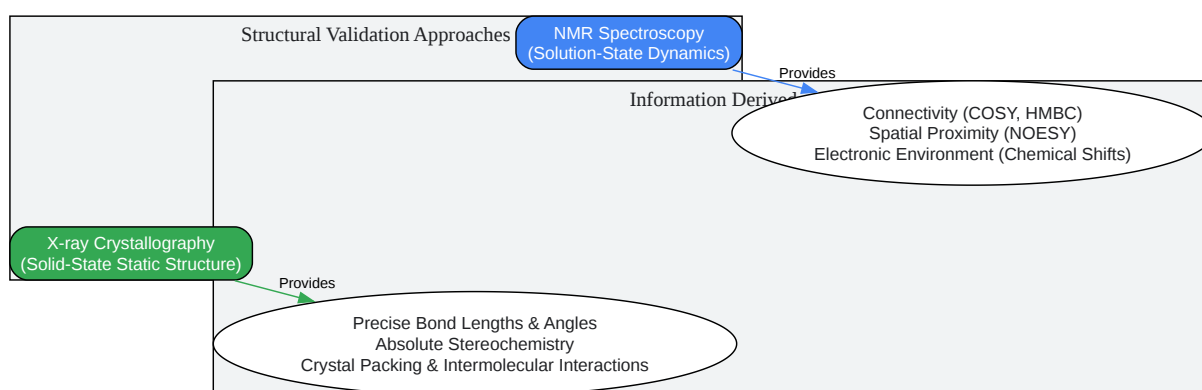 Structural Validation Approaches
NMR Spectroscopy
(Solution-State Dynamics)
Provides
Information Derived
Connectivity (COSY, HMBC)
Spatial Proximity (NOESY)
Electronic Environment (Chemical Shifts)
X-ray Crystallography
(Solid-State Static Structure)
Provides
Precise Bond Lengths & Angles
Absolute Stereochemistry
Crystal Packing & Intermolecular Interactions